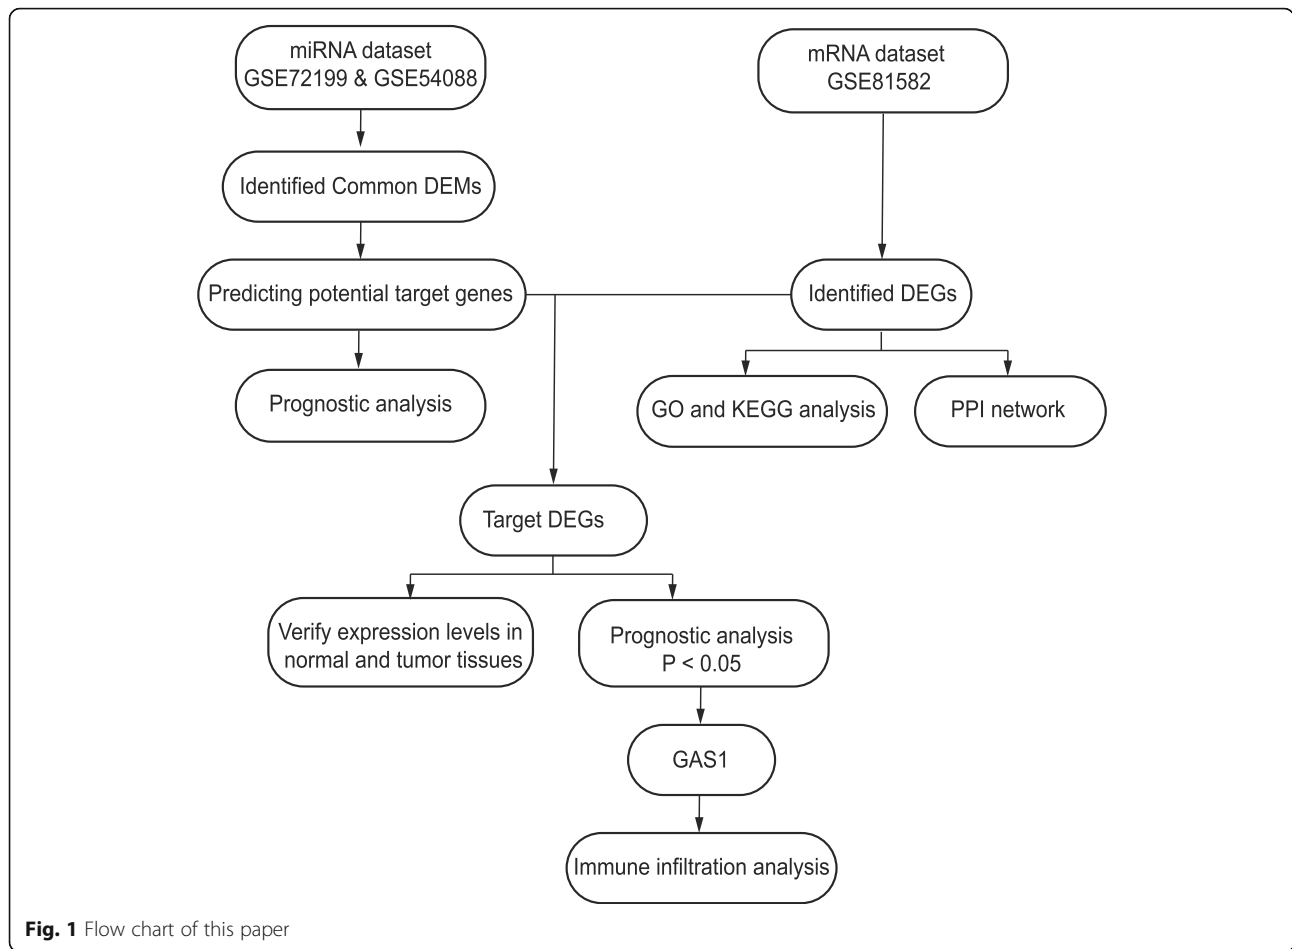 miRNA dataset
GSE72199 & GSE54088
mRNA dataset
GSE81582
Identified Common DEMs
Predicting potential target genes
Identified DEGs
Prognostic analysis
GO and KEGG analysis
PPI network
Target DEGs
Verify expression levels in
normal and tumor tissues
Prognostic analysis
P < 0.05
GAS1
Immune infiltration analysis
Fig. 1 Flow chart of this paper